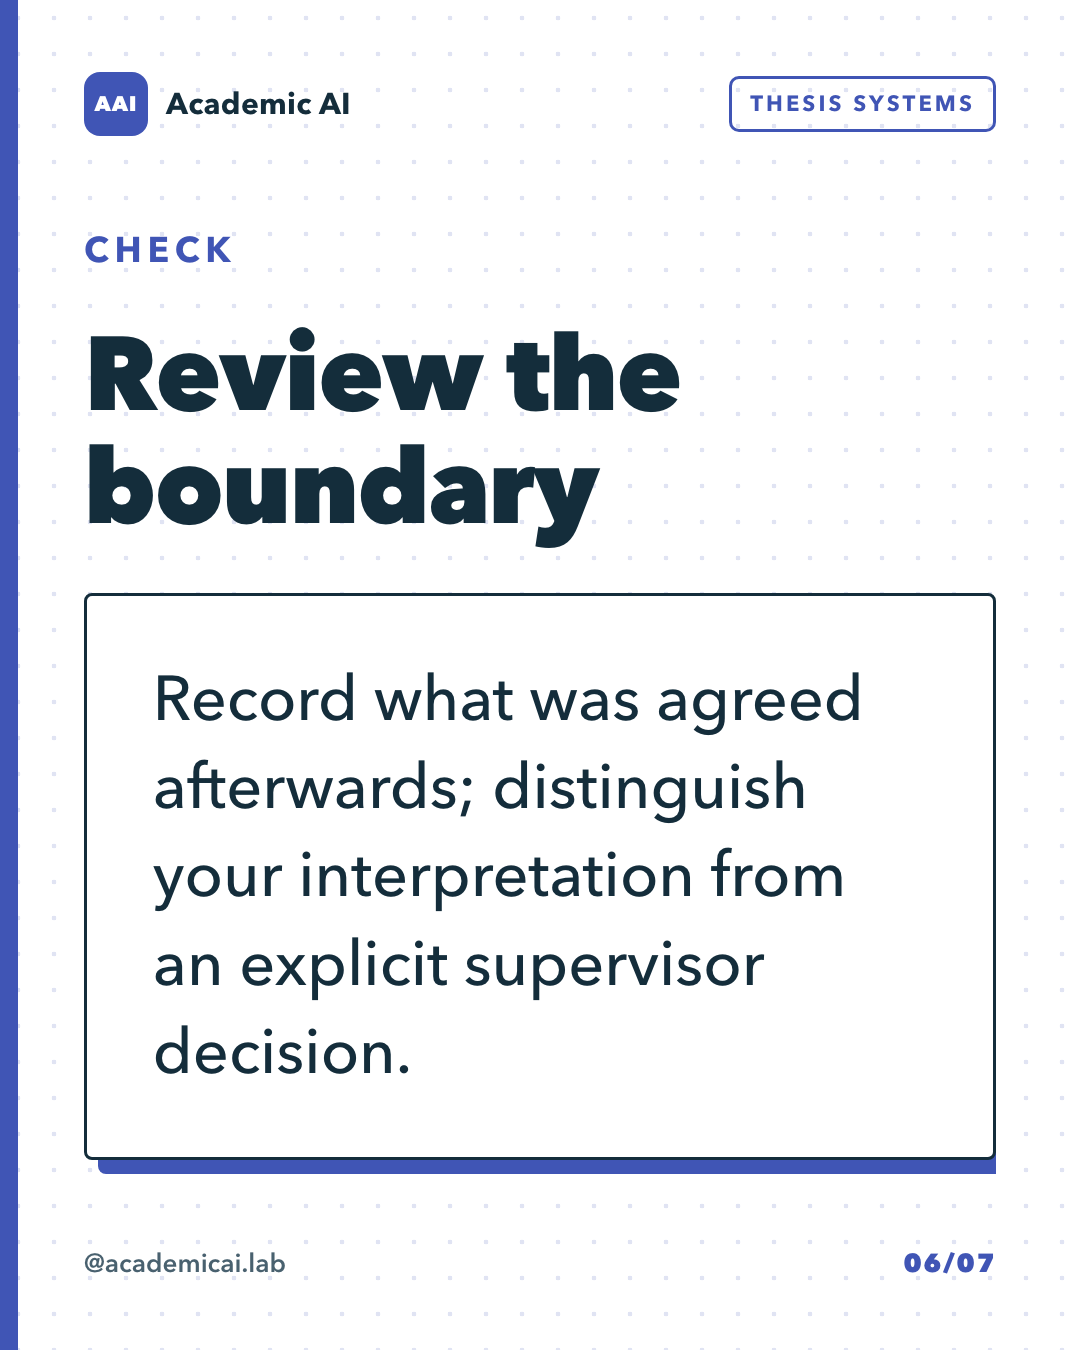 AAI
Academic AI
THESIS SYSTEMS
CHECK
Review the
boundary
Record what was agreed
afterwards; distinguish
your interpretation from
an explicit supervisor
decision.
@academicai.lab
06/07